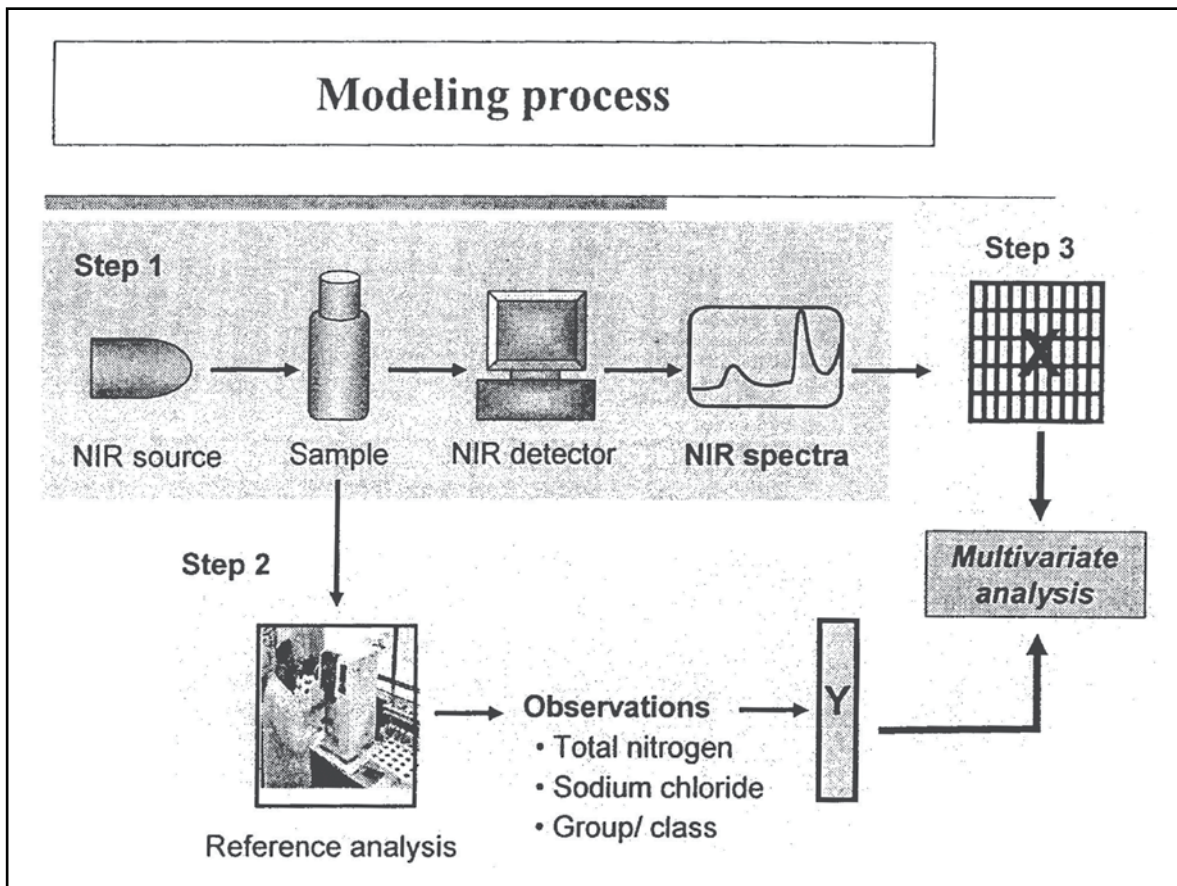 Modeling process
Step 1
NIR source
Sample
NIR detector
NIR spectra
Step 3
X
Multivariate
analysis
Step 2
Reference analysis
Observations
• Total nitrogen
• Sodium chloride
• Group/ class
Y